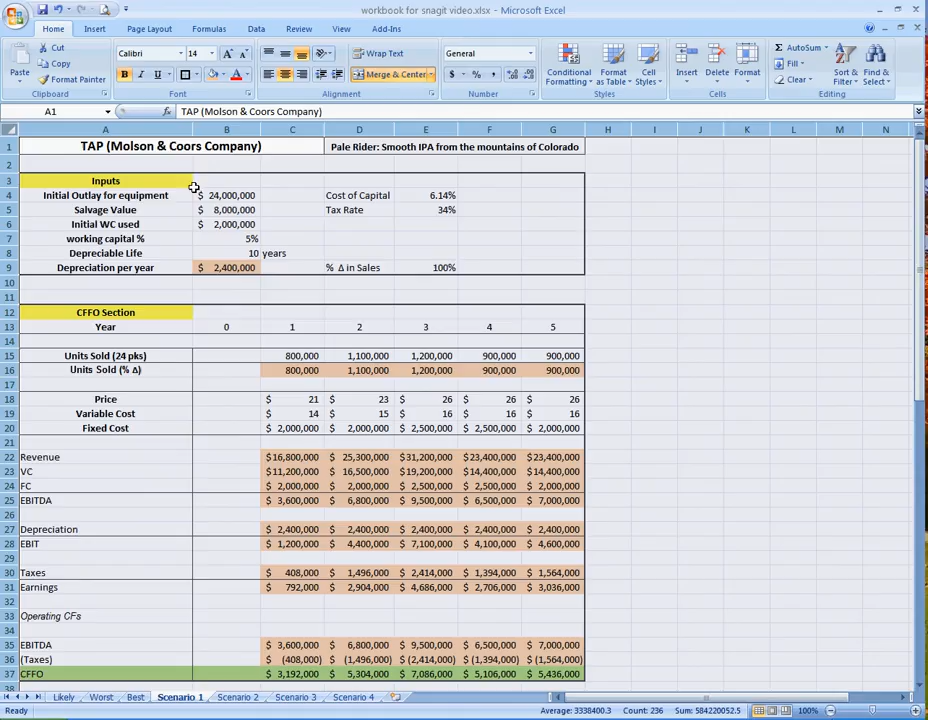 workbook for snagit video.xlsx - Microsoft Excel
Home Insert Page Layout Formulas Data Review View Add-Ins
Paste Cut Copy Format Painter Clipboard
Calibri 14 B I U A Font
Wrap Text Merge & Center Alignment
General $ % , Number
Conditional Formatting Format as Table Cell Styles Styles
Insert Delete Format Cells
Σ AutoSum Fill Clear Sort & Filter Find & Select Editing
A1 fx TAP (Molson & Coors Company)
A B C D E F G H I J K L M N
1 TAP (Molson & Coors Company) Pale Rider: Smooth IPA from the mountains of Colorado
2
3 Inputs
4 Initial Outlay for equipment $ 24,000,000 Cost of Capital 6.14%
5 Salvage Value $ 8,000,000 Tax Rate 34%
6 Initial WC used $ 2,000,000
7 working capital % 5%
8 Depreciable Life 10 years
9 Depreciation per year $ 2,400,000 % Δ in Sales 100%
10
11
12 CFFO Section
13 Year 0 1 2 3 4 5
14
15 Units Sold (24 pks) 800,000 1,100,000 1,200,000 900,000 900,000
16 Units Sold (% Δ) 800,000 1,100,000 1,200,000 900,000 900,000
17
18 Price $ 21 $ 23 $ 26 $ 26 $ 26
19 Variable Cost $ 14 $ 15 $ 16 $ 16 $ 16
20 Fixed Cost $ 2,000,000 $ 2,000,000 $ 2,500,000 $ 2,500,000 $ 2,000,000
21
22 Revenue $16,800,000 $ 25,300,000 $31,200,000 $23,400,000 $23,400,000
23 VC $11,200,000 $ 16,500,000 $19,200,000 $14,400,000 $14,400,000
24 FC $ 2,000,000 $ 2,000,000 $ 2,500,000 $ 2,500,000 $ 2,000,000
25 EBITDA $ 3,600,000 $ 6,800,000 $ 9,500,000 $ 6,500,000 $ 7,000,000
26
27 Depreciation $ 2,400,000 $ 2,400,000 $ 2,400,000 $ 2,400,000 $ 2,400,000
28 EBIT $ 1,200,000 $ 4,400,000 $ 7,100,000 $ 4,100,000 $ 4,600,000
29
30 Taxes $ 408,000 $ 1,496,000 $ 2,414,000 $ 1,394,000 $ 1,564,000
31 Earnings $ 792,000 $ 2,904,000 $ 4,686,000 $ 2,706,000 $ 3,036,000
32
33 Operating CFs
34
35 EBITDA $ 3,600,000 $ 6,800,000 $ 9,500,000 $ 6,500,000 $ 7,000,000
36 (Taxes) $ (408,000) $ (1,496,000) $ (2,414,000) $ (1,394,000) $ (1,564,000)
37 CFFO $ 3,192,000 $ 5,304,000 $ 7,086,000 $ 5,106,000 $ 5,436,000
38
Likely Worst Best Scenario 1 Scenario 2 Scenario 3 Scenario 4
Ready Average: 3338400.3 Count: 236 Sum: 584220052.5 100%